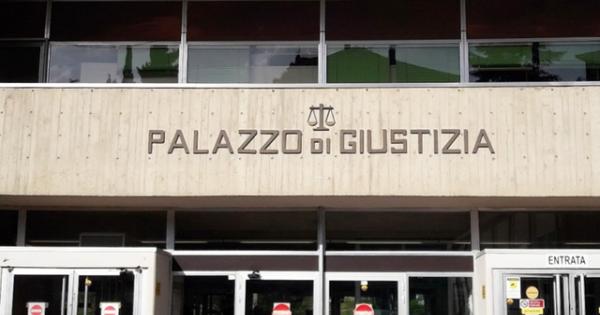 PALAZZO DI GIUSTIZIA
ENTRATA